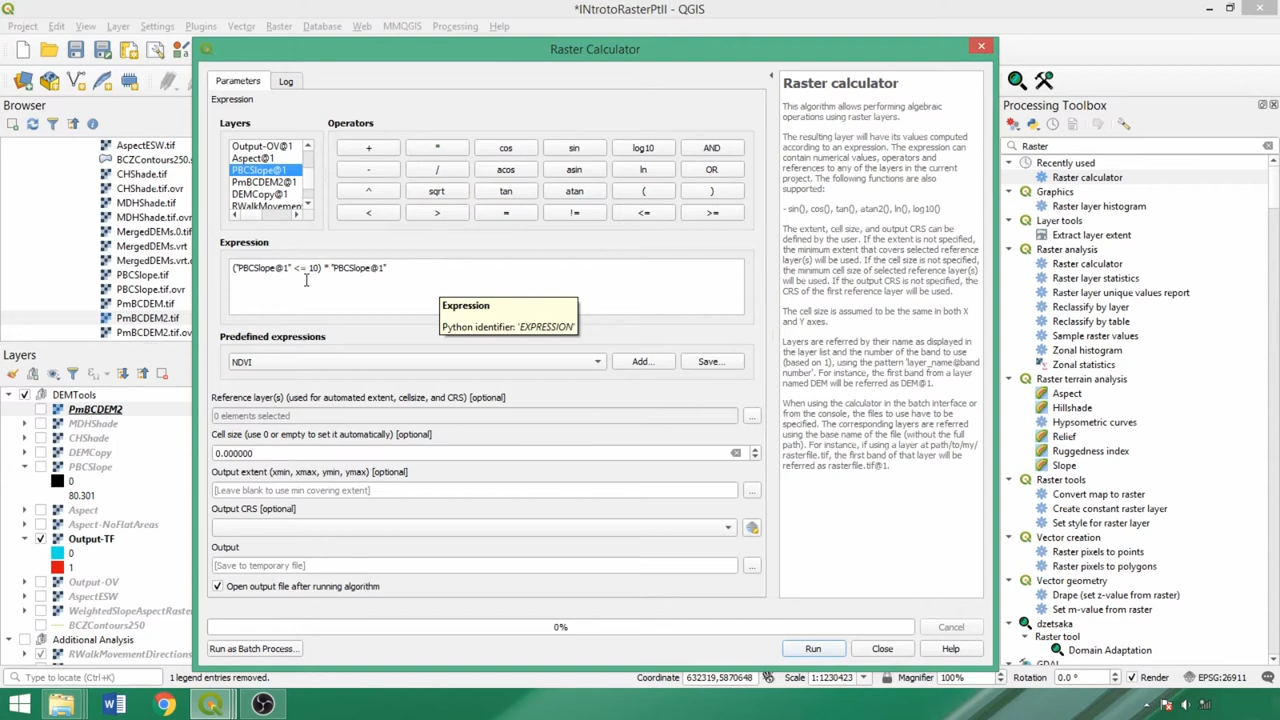 *INtrotoRasterPtII - QGIS
Project Edit View Layer Settings Plugins Vector Raster Database Web MMQGIS Processing Help
Raster Calculator
Parameters Log
Expression
Layers
Output-OV@1
Aspect@1
PBCSlope@1
PmBCDEM2@1
DEMCopy@1
RWalkMovement
Operators
+ * cos sin log10 AND
- / acos asin ln OR
^ sqrt tan atan ( )
< > = != <= >=
Expression
("PBCSlope@1" <= 10) * "PBCSlope@1"
Expression
Python identifier: 'EXPRESSION'
Predefined expressions
NDVI Add... Save...
Reference layer(s) (used for automated extent, cellsize, and CRS) [optional]
0 elements selected ...
Cell size (use 0 or empty to set it automatically) [optional]
0.000000
Output extent (xmin, xmax, ymin, ymax) [optional]
[Leave blank to use min covering extent] ...
Output CRS [optional]
Output
[Save to temporary file] ...
Open output file after running algorithm
0% Cancel
Run as Batch Process... Run Close Help
Raster calculator
This algorithm allows performing algebraic
operations using raster layers.
The resulting layer will have its values computed
according to an expression. The expression can
contain numerical values, operators and
references to any of the layers in the current
project. The following functions are also
supported:
- sin(), cos(), tan(), atan2(), ln(), log10()
The extent, cell size, and output CRS can be
defined by the user. If the extent is not specified,
the minimum extent that covers selected reference
layer(s) will be used. If the cell size is not specified,
the minimum cell size of selected reference layer(s)
will be used. If the output CRS is not specified, the
CRS of the first reference layer will be used.
The cell size is assumed to be the same in both X
and Y axes.
Layers are referred by their name as displayed in
the layer list and the number of the band to use
(based on 1), using the pattern 'layer_name@band
number'. For instance, the first band from a layer
named DEM will be referred as DEM@1.
When using the calculator in the batch interface or
from the console, the files to use have to be
specified. The corresponding layers are referred
using the base name of the file (without the full
path). For instance, if using a layer at path/to/my/
rasterfile.tif, the first band of that layer will be
referred as rasterfile.tif@1.
Browser
AspectESW.tif
BCZContours250.s
CHShade.tif
CHShade.tif.ovr
MDHShade.tif
MDHShade.tif.ovr
MergedDEMs.0.tif
MergedDEMs.vrt
MergedDEMs.vrt.o
PBCSlope.tif
PBCSlope.tif.ovr
PmBCDEM.tif
PmBCDEM2.tif
PmBCDEM2.tif.ov
Layers
DEMTools
PmBCDEM2
MDHShade
CHShade
DEMCopy
PBCSlope
0
80.301
Aspect
Aspect-NoFlatAreas
Output-TF
0
1
Output-OV
AspectESW
WeightedSlopeAspectRaste
BCZContours250
Additional Analysis
RWalkMovementDirections
Processing Toolbox
Raster
Recently used
Raster calculator
Graphics
Raster layer histogram
Layer tools
Extract layer extent
Raster analysis
Raster calculator
Raster layer statistics
Raster layer unique values report
Reclassify by layer
Reclassify by table
Sample raster values
Zonal histogram
Zonal statistics
Raster terrain analysis
Aspect
Hillshade
Hypsometric curves
Relief
Ruggedness index
Slope
Raster tools
Convert map to raster
Create constant raster layer
Set style for raster layer
Vector creation
Raster pixels to points
Raster pixels to polygons
Vector geometry
Drape (set z-value from raster)
Set m-value from raster
dzetsaka
Raster tool
Domain Adaptation
Type to locate (Ctrl+K) 1 legend entries removed. Coordinate 632319,5870648 Scale 1:1230423 Magnifier 100% Rotation 0.0 ° Render EPSG:26911